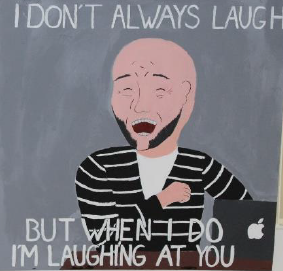 I DON'T ALWAYS LAUGH
BUT WHEN I DO
I'M LAUGHING AT YOU